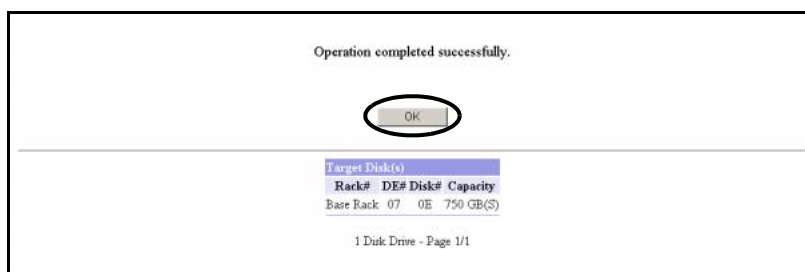 Operation completed successfully.
OK
Target Disk(s)
Rack# DE# Disk# Capacity
Base Rack 07 0E 750 GB(S)
1 Disk Drive - Page 1/1